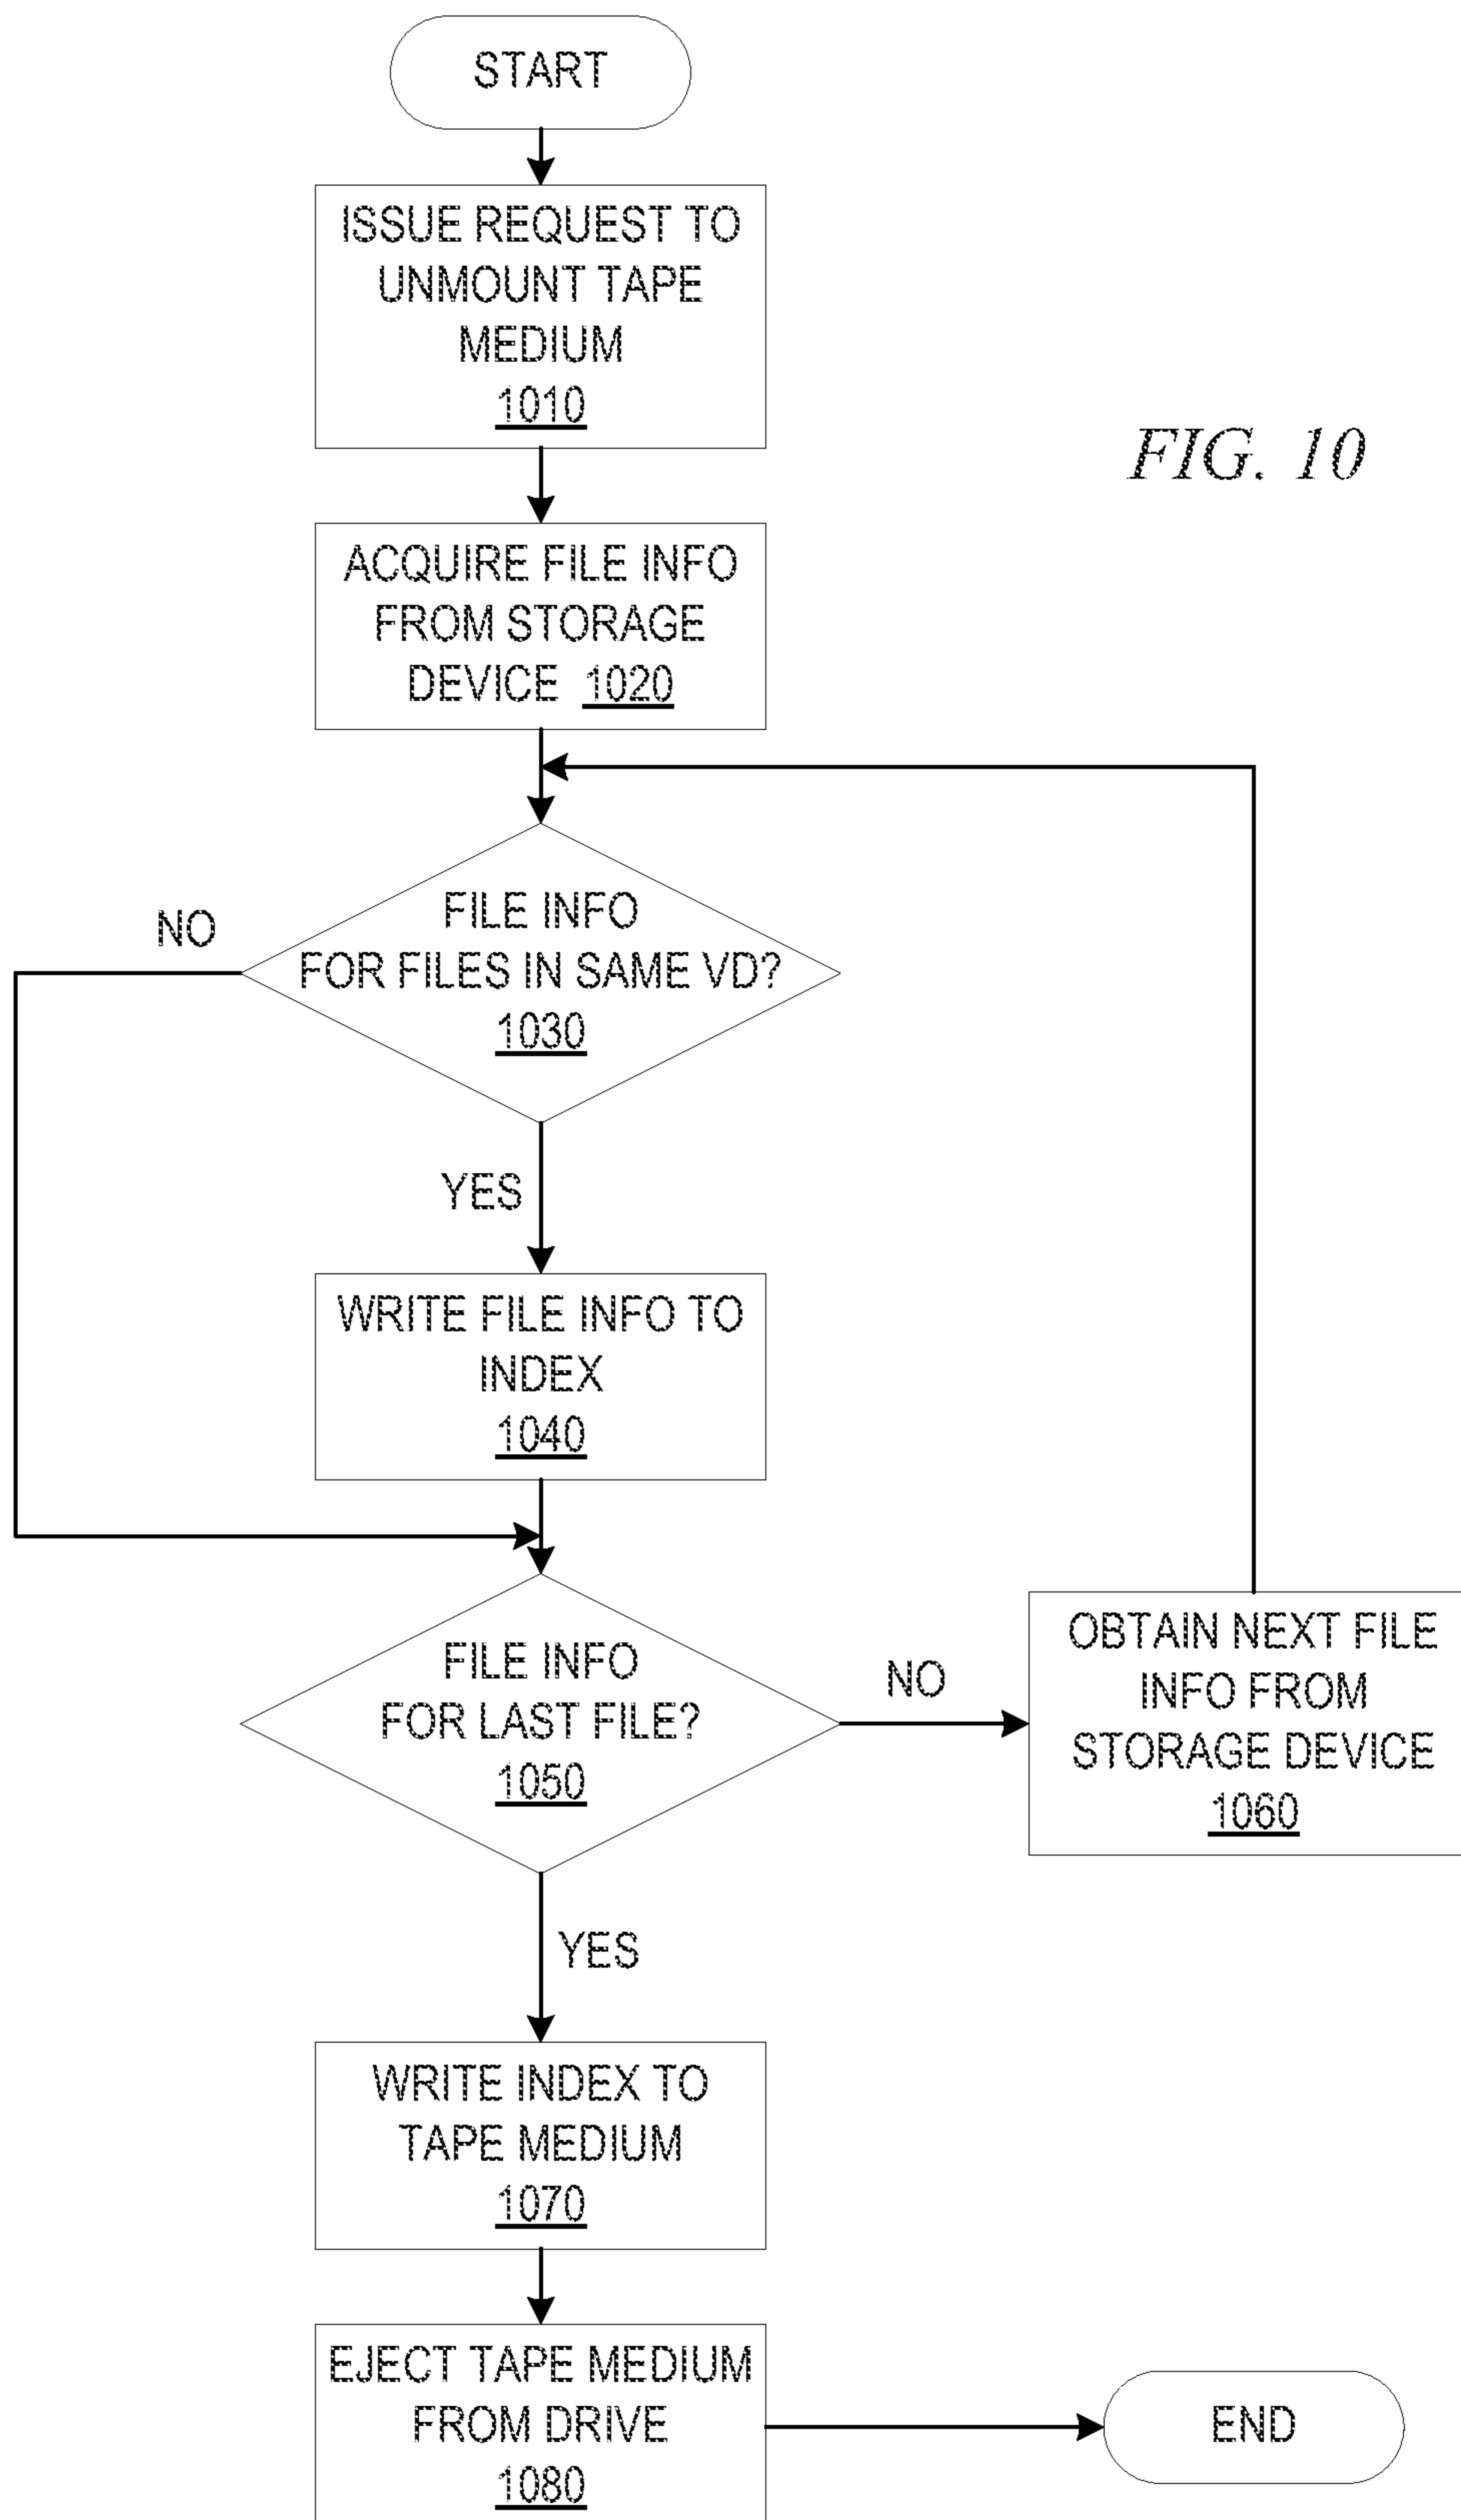 START
ISSUE REQUEST TO
UNMOUNT TAPE
MEDIUM
1010
FIG. 10
ACQUIRE FILE INFO
FROM STORAGE
DEVICE 1020
FILE INFO
FOR FILES IN SAME VD?
1030
NO
YES
WRITE FILE INFO TO
INDEX
1040
FILE INFO
FOR LAST FILE?
1050
NO
OBTAIN NEXT FILE
INFO FROM
STORAGE DEVICE
1060
YES
WRITE INDEX TO
TAPE MEDIUM
1070
EJECT TAPE MEDIUM
FROM DRIVE
1080
END